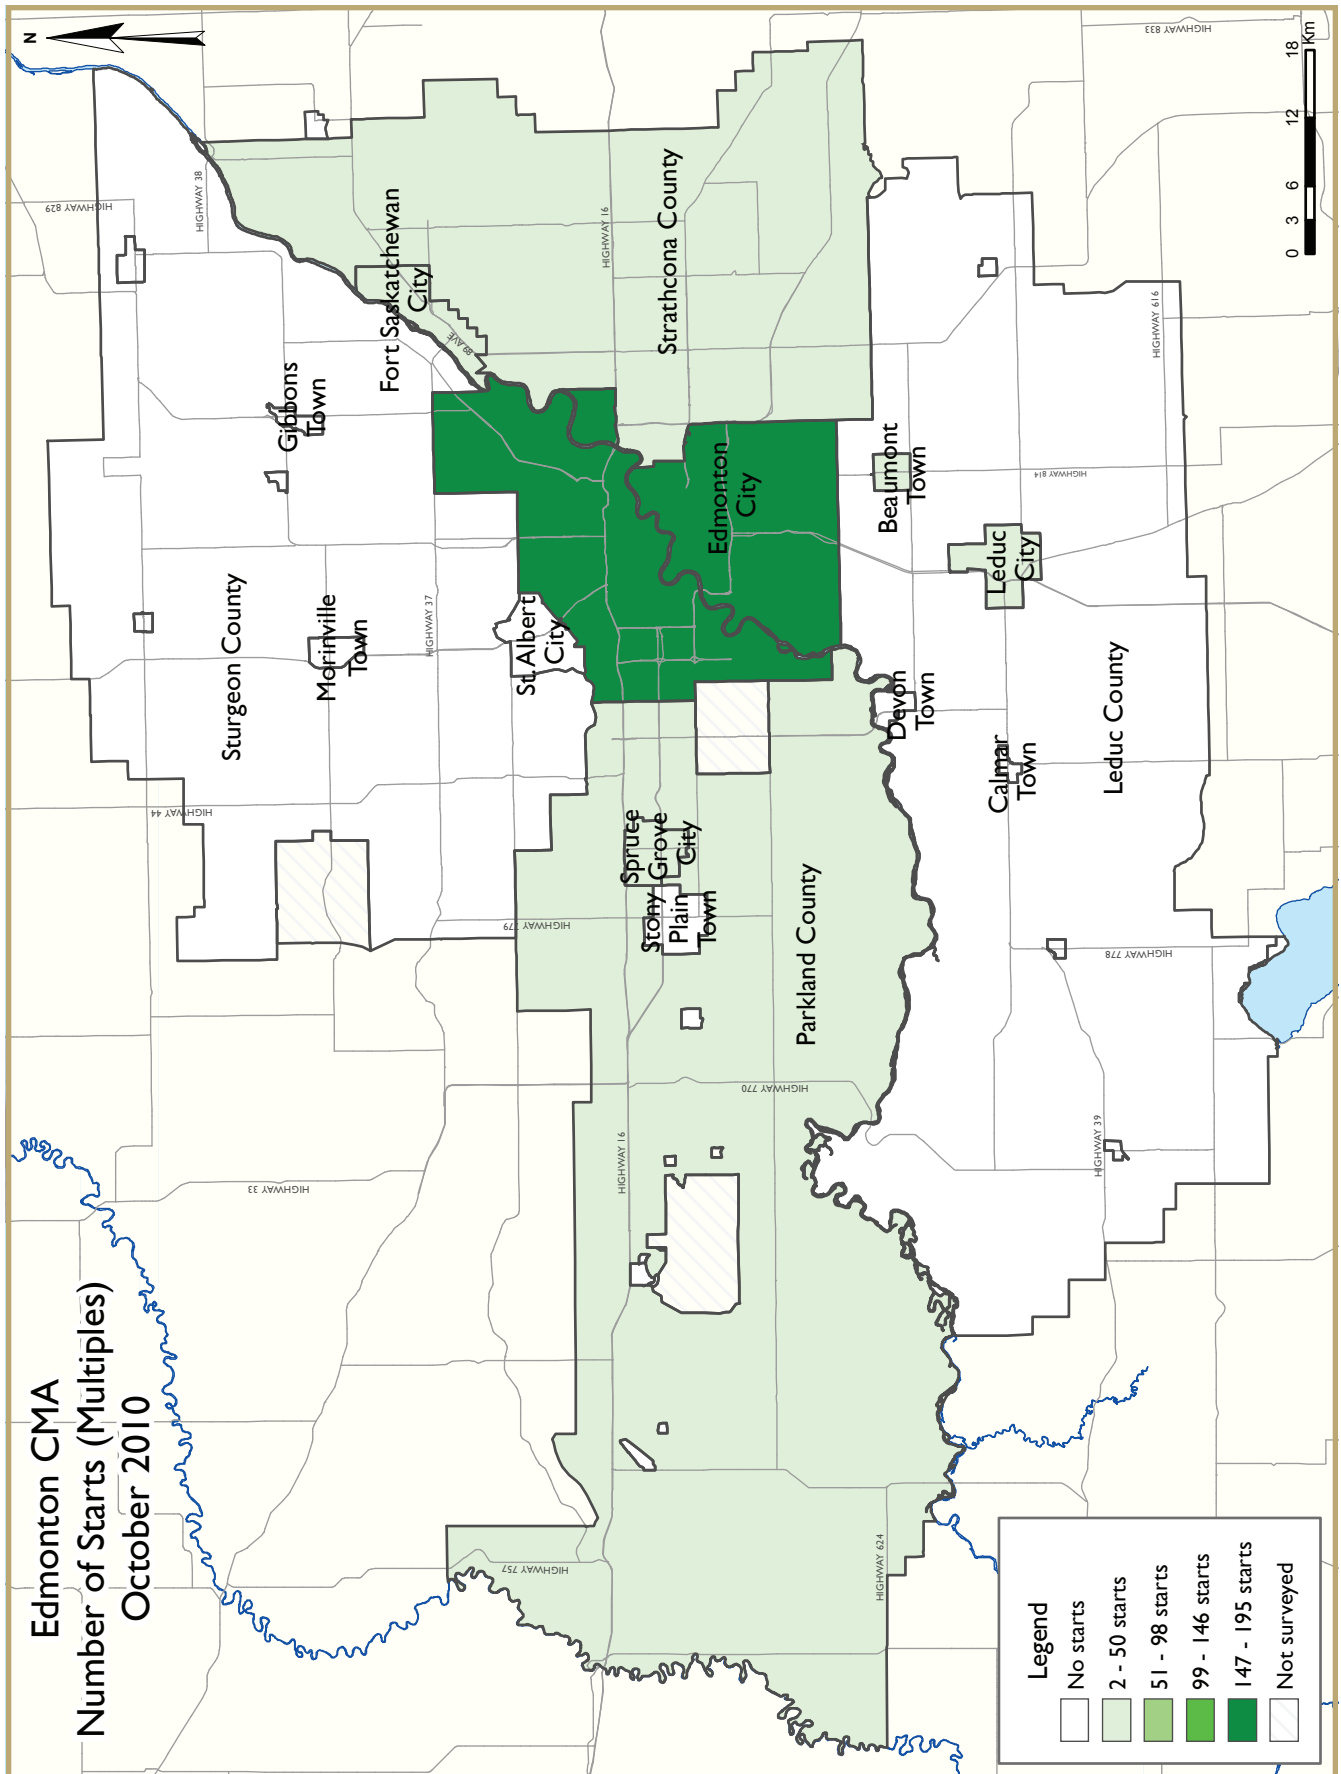 Edmonton CMA
Number of Starts (Multiples)
October 2010
N
HIGHWAY 829
HIGHWAY 38
HIGHWAY 833
Fort Saskatchewan
City
89 AVE
HIGHWAY 16
Strathcona County
Gibbons
Town
Sturgeon County
Morinville
Town
HIGHWAY 37
St. Albert
City
Edmonton
City
Beaumont
Town
HIGHWAY 814
HIGHWAY 616
Leduc
City
Devon
Town
Calmar
Town
Leduc County
HIGHWAY 44
HIGHWAY 779
Spruce
Grove
City
Stony
Plain
Town
Parkland County
HIGHWAY 778
HIGHWAY 770
HIGHWAY 16
HIGHWAY 39
HIGHWAY 33
HIGHWAY 757
HIGHWAY 624
0 3 6 12 18
Km
Legend
No starts
2 - 50 starts
51 - 98 starts
99 - 146 starts
147 - 195 starts
Not surveyed